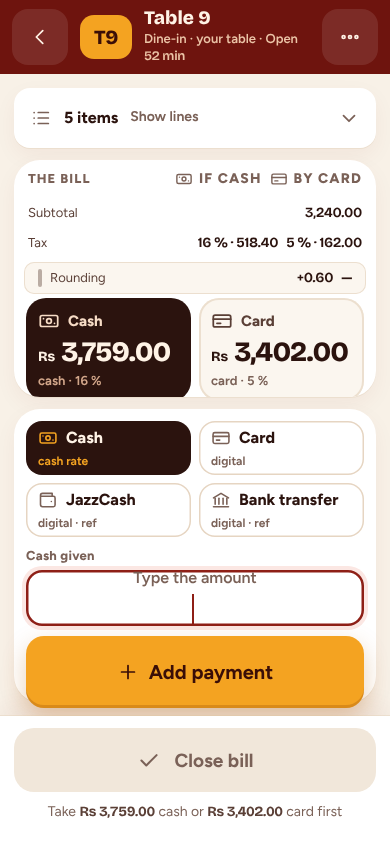 T9
Table 9
Dine-in · your table · Open
52 min
5 items Show lines
THE BILL IF CASH BY CARD
Subtotal 3,240.00
Tax 16 % · 518.40 5 % · 162.00
Rounding +0.60 —
Cash
Rs 3,759.00
cash · 16 %
Card
Rs 3,402.00
card · 5 %
Cash
cash rate
Card
digital
JazzCash
digital · ref
Bank transfer
digital · ref
Cash given
Type the amount
+ Add payment
Close bill
Take Rs 3,759.00 cash or Rs 3,402.00 card first